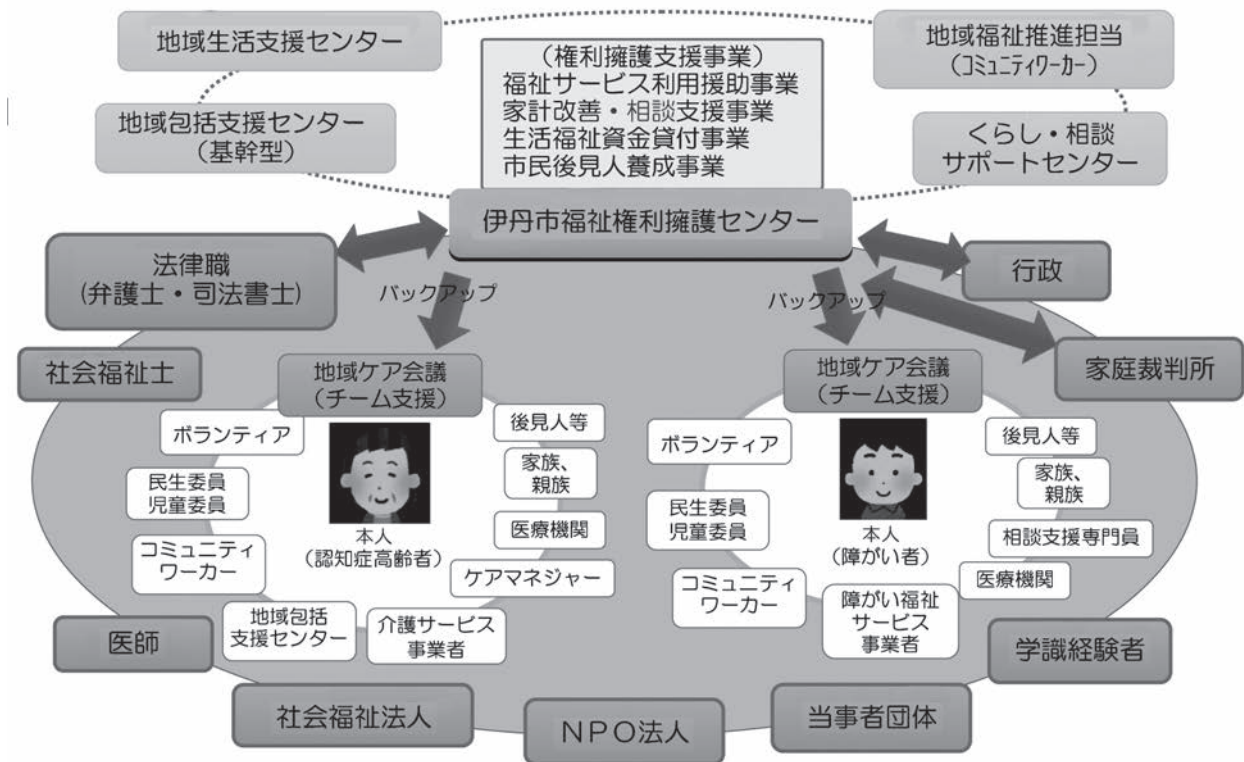 地域生活支援センター
地域包括支援センター
(基幹型)
(権利擁護支援事業)
福祉サービス利用援助事業
家計改善・相談支援事業
生活福祉資金貸付事業
市民後見人養成事業
地域福祉推進担当
(ｺﾐｭﾆﾃｨﾜｰｶｰ)
くらし・相談
サポートセンター
伊丹市福祉権利擁護センター
法律職
(弁護士・司法書士)
バックアップ
バックアップ
行政
社会福祉士
家庭裁判所
地域ケア会議
(チーム支援)
ボランティア
民生委員
児童委員
コミュニティ
ワーカー
地域包括
支援センター
介護サービス
事業者
ケアマネジャー
医療機関
家族、
親族
後見人等
本人
(認知症高齢者)
地域ケア会議
(チーム支援)
ボランティア
民生委員
児童委員
コミュニティ
ワーカー
障がい福祉
サービス
事業者
医療機関
相談支援専門員
家族、
親族
後見人等
本人
(障がい者)
医師
社会福祉法人
ＮＰＯ法人
当事者団体
学識経験者